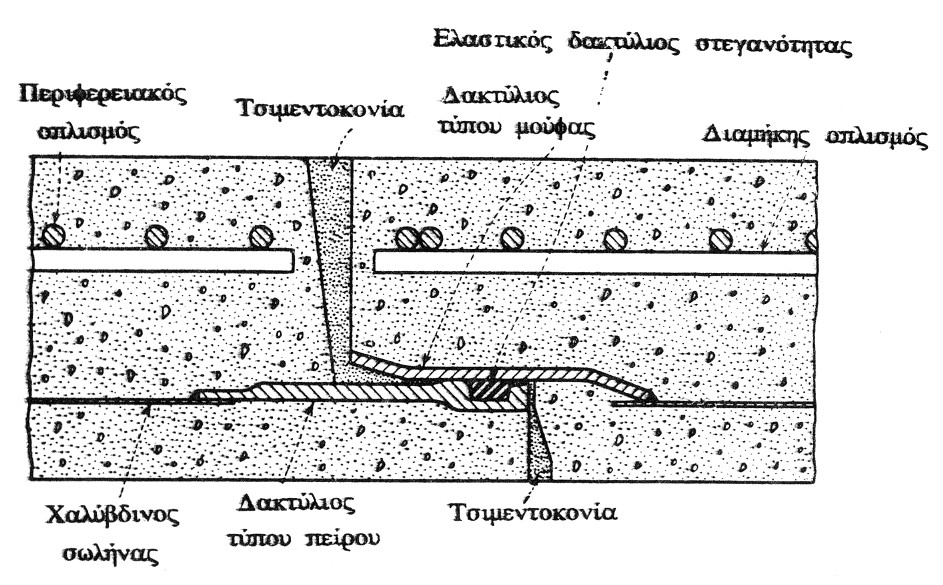 Ελαστικός δακτύλιος στεγανότητας
Περιφερειακός
οπλισμός
Τσιμεντοκονία
Δακτύλιος
τύπου μούφας
Διαμήκης οπλισμός
Χαλύβδινος
σωλήνας
Δακτύλιος
τύπου πείρου
Τσιμεντοκονία